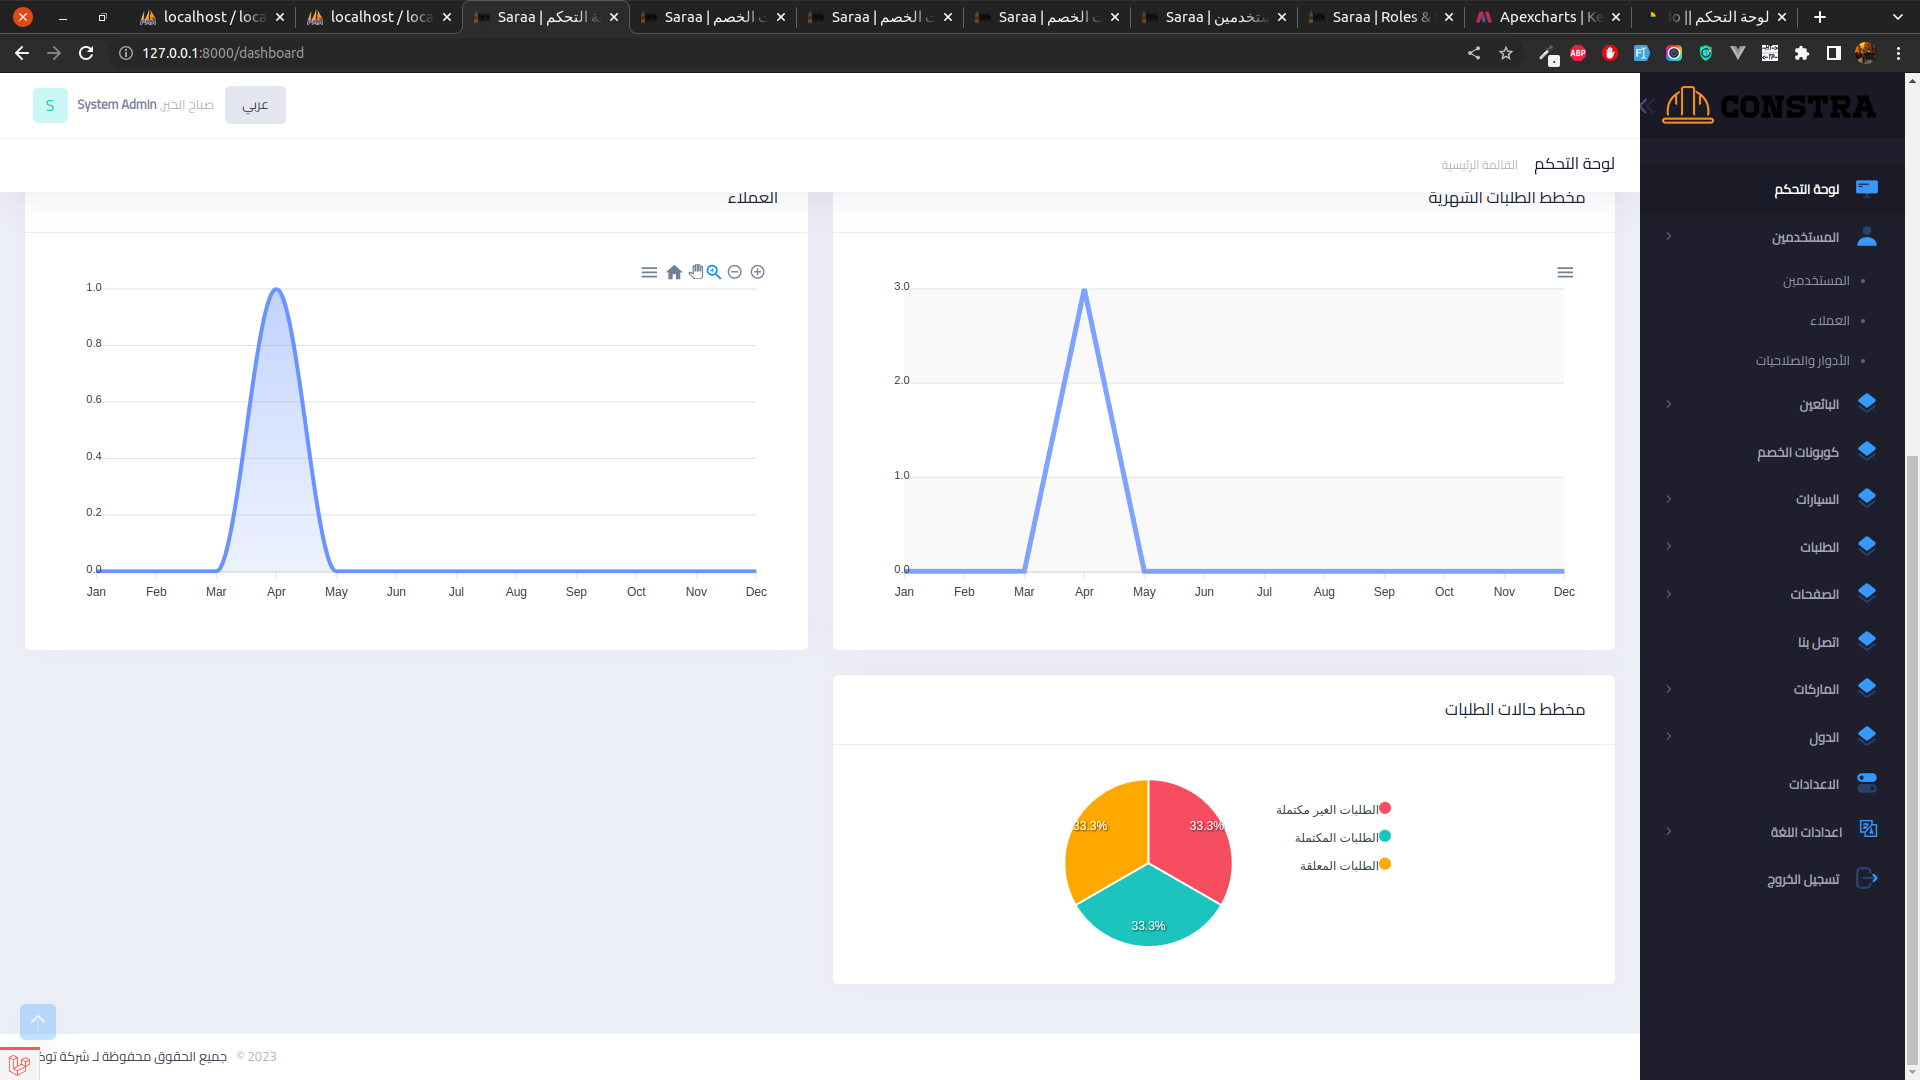 localhost / loca
localhost / loca
Saraa | لوحة التحكم
Saraa |
Saraa |
Saraa |
Saraa |
Saraa | Roles &
Apexcharts | Ke
لوحة التحكم ||
127.0.0.1:8000/dashboard
CONSTRA
عربي
صباح الخير, System Admin
S
لوحة التحكم
القائمة الرئيسية
لوحة التحكم
المستخدمين
المستخدمين
العملاء
الأدوار والصلاحيات
البائعين
كوبونات الخصم
السيارات
الطلبات
الصفحات
اتصل بنا
الماركات
الدول
الاعدادات
اعدادات اللغة
تسجيل الخروج
مخطط الطلبات الشهرية
3.0
2.0
1.0
0.0
Jan Feb Mar Apr May Jun Jul Aug Sep Oct Nov Dec
العملاء
1.0
0.8
0.6
0.4
0.2
0.0
Jan Feb Mar Apr May Jun Jul Aug Sep Oct Nov Dec
مخطط حالات الطلبات
الطلبات الغير مكتملة
الطلبات المكتملة
الطلبات المعلقة
33.3%
33.3%
33.3%
2023 © جميع الحقوق محفوظة لـ شركة